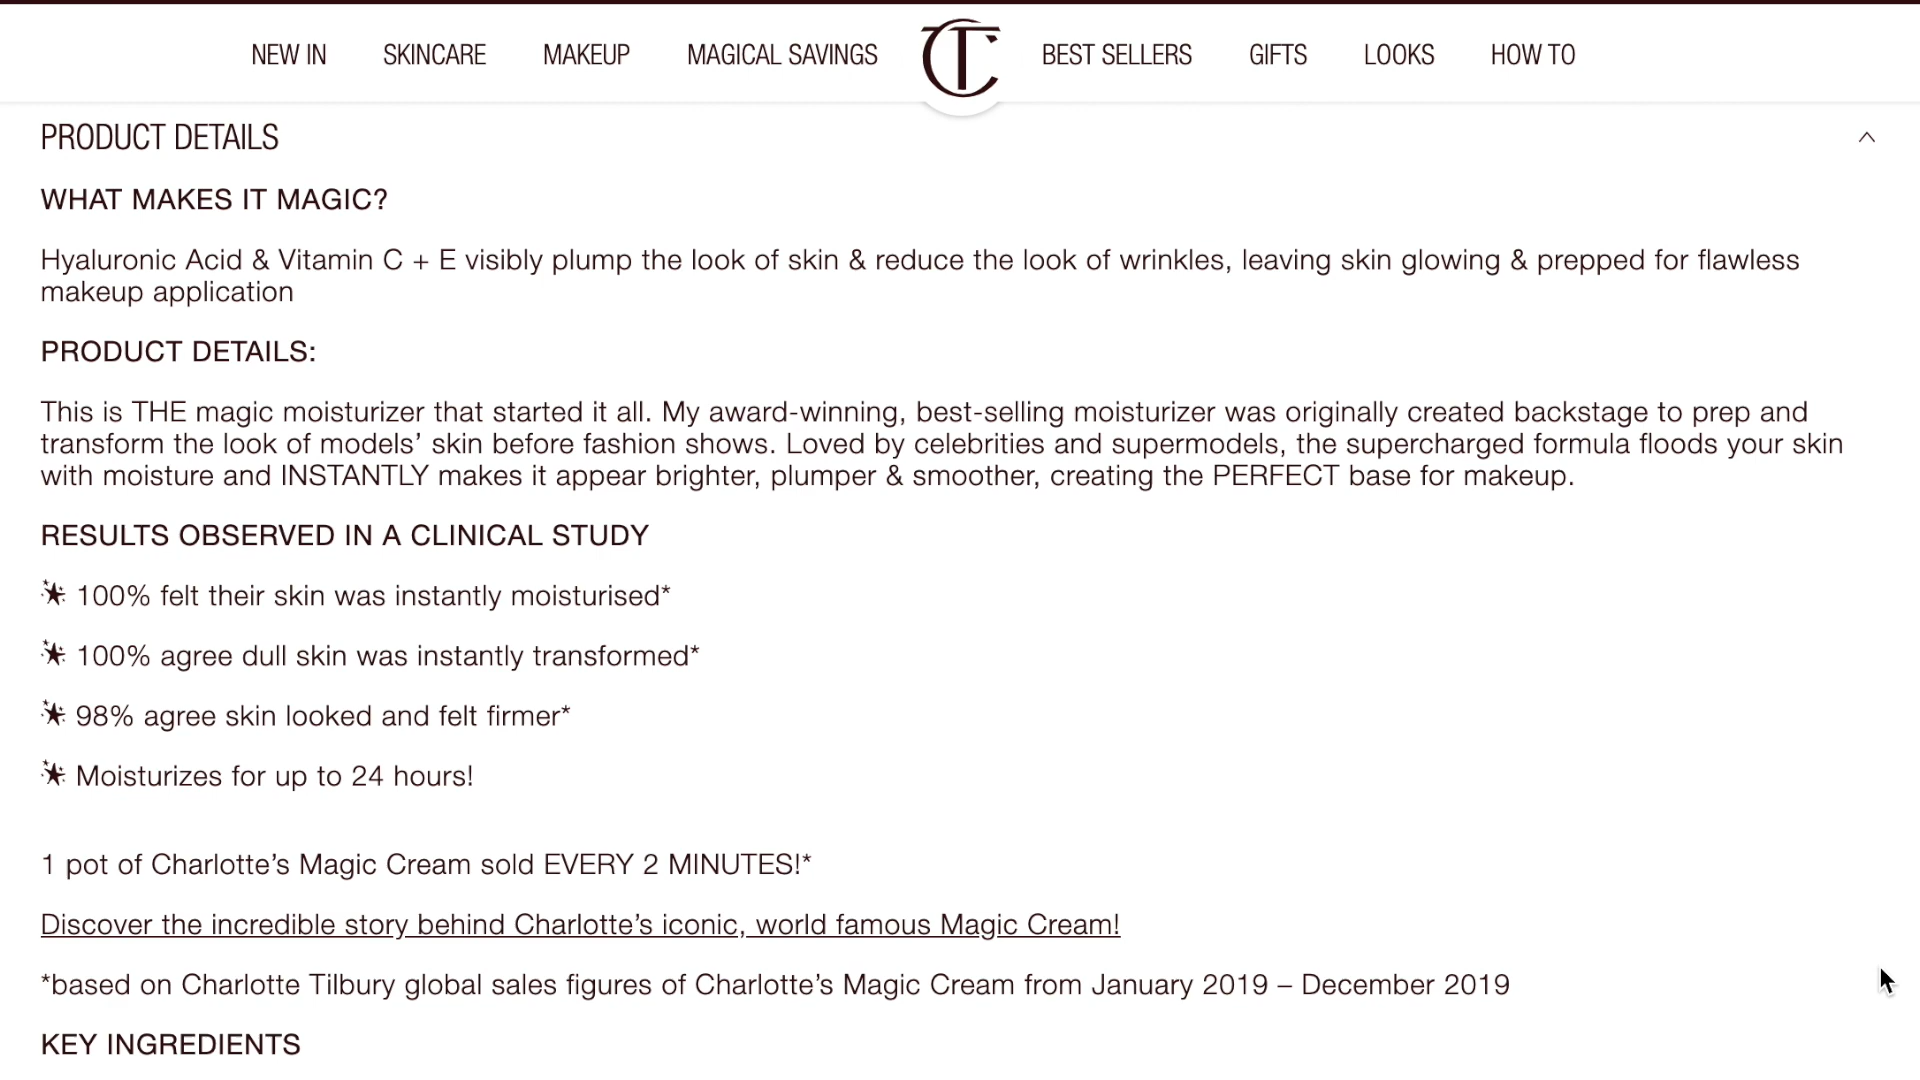 NEW IN SKINCARE MAKEUP MAGICAL SAVINGS CT BEST SELLERS GIFTS LOOKS HOW TO
PRODUCT DETAILS
WHAT MAKES IT MAGIC?
Hyaluronic Acid & Vitamin C + E visibly plump the look of skin & reduce the look of wrinkles, leaving skin glowing & prepped for flawless
makeup application
PRODUCT DETAILS:
This is THE magic moisturizer that started it all. My award-winning, best-selling moisturizer was originally created backstage to prep and
transform the look of models’ skin before fashion shows. Loved by celebrities and supermodels, the supercharged formula floods your skin
with moisture and INSTANTLY makes it appear brighter, plumper & smoother, creating the PERFECT base for makeup.
RESULTS OBSERVED IN A CLINICAL STUDY
100% felt their skin was instantly moisturised*
100% agree dull skin was instantly transformed*
98% agree skin looked and felt firmer*
Moisturizes for up to 24 hours!
1 pot of Charlotte’s Magic Cream sold EVERY 2 MINUTES!*
Discover the incredible story behind Charlotte’s iconic, world famous Magic Cream!
*based on Charlotte Tilbury global sales figures of Charlotte’s Magic Cream from January 2019 – December 2019
KEY INGREDIENTS